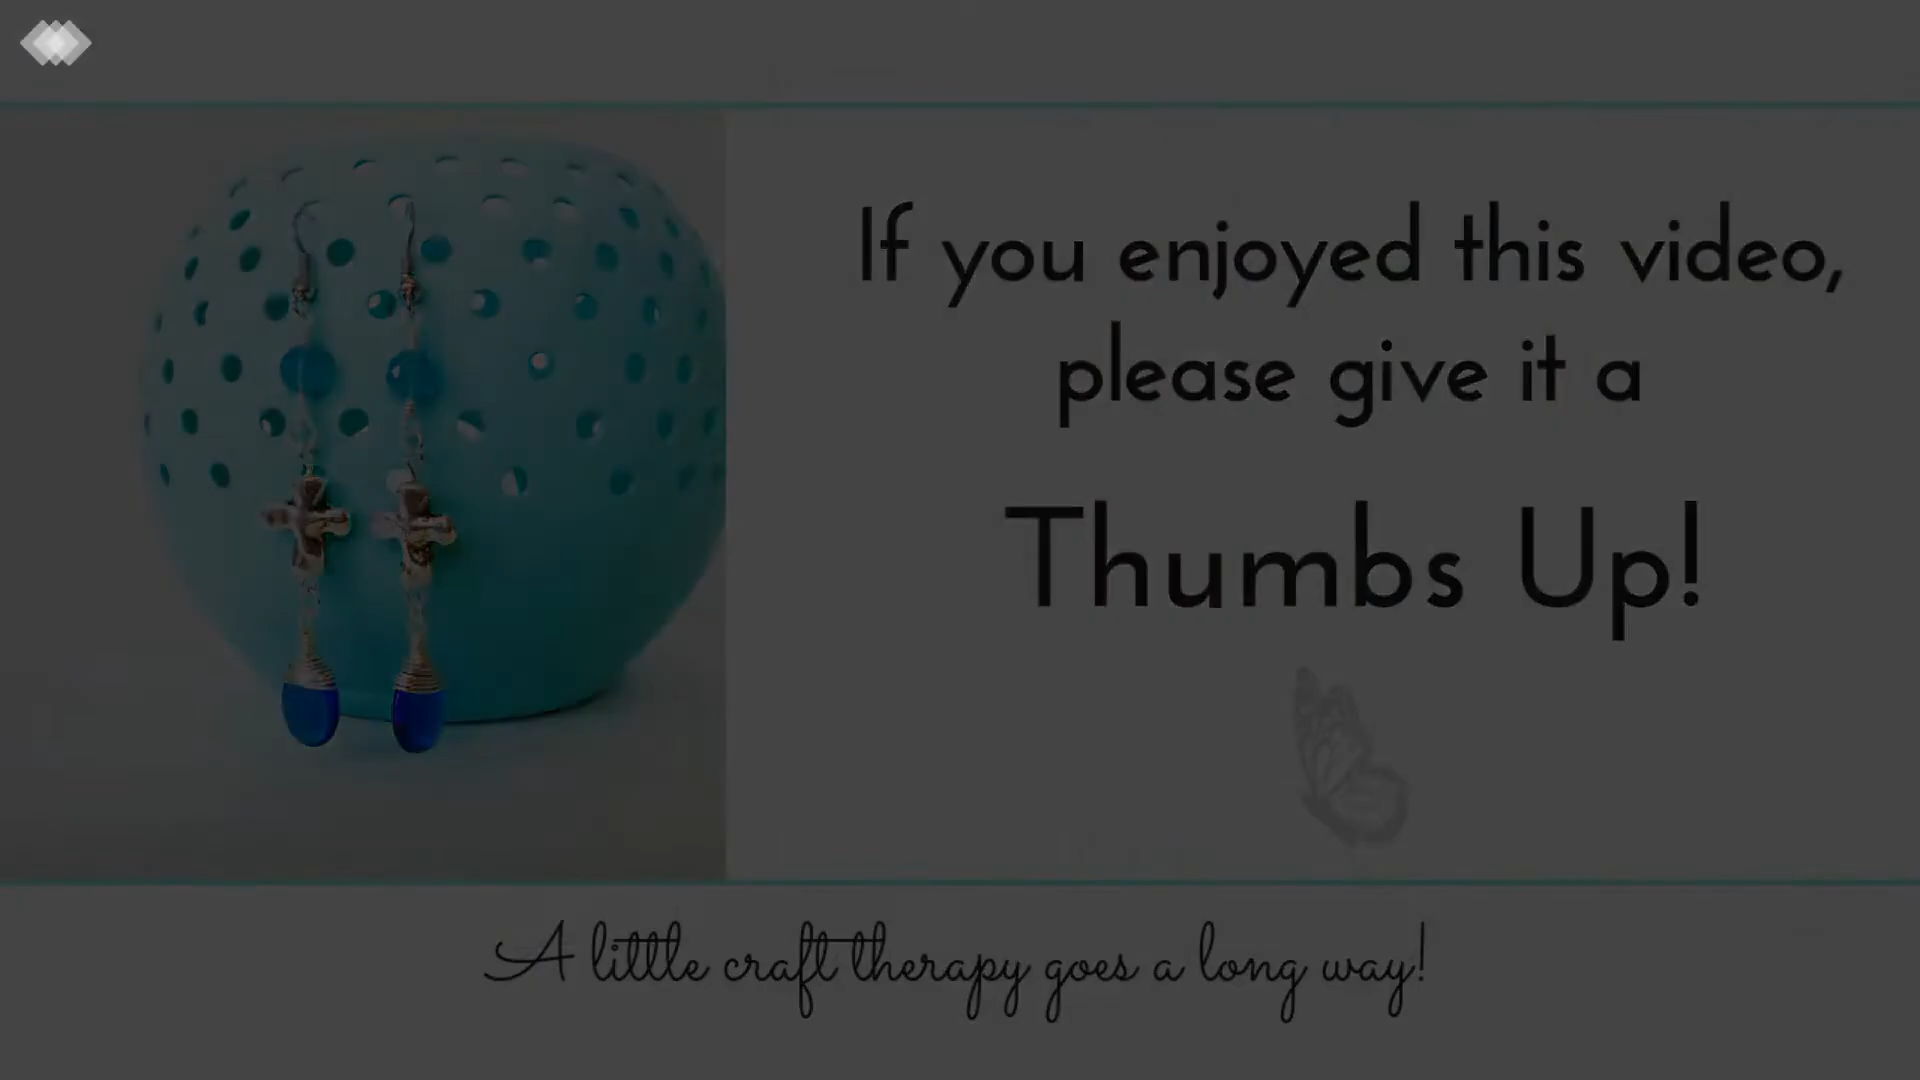 If you enjoyed this video,
please give it a
Thumbs Up!
A little craft therapy goes a long way!